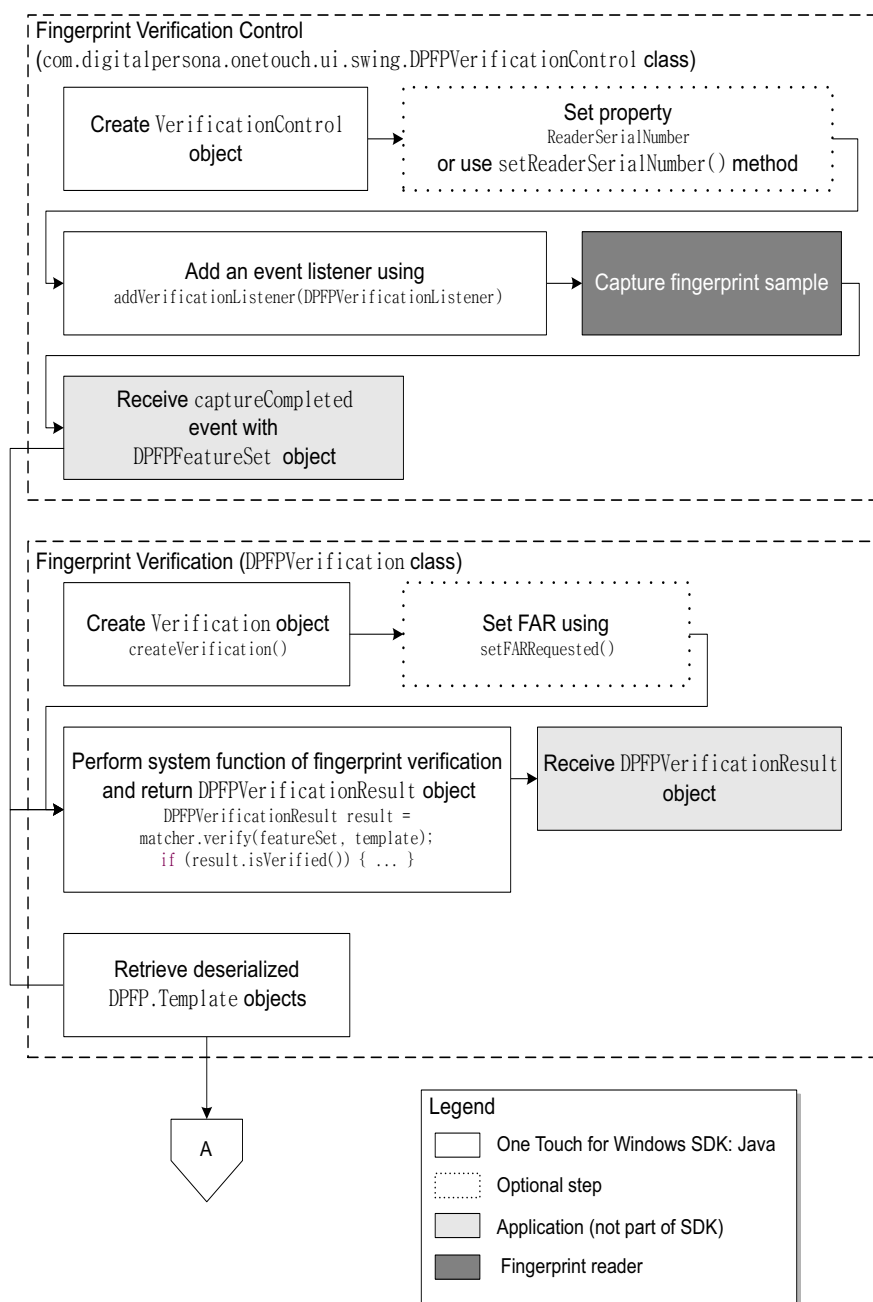 Fingerprint Verification Control
(com.digitalpersona.onetouch.ui.swing.DPFPVerificationControl class)
Create VerificationControl
object
Set property
ReaderSerialNumber
or use setReaderSerialNumber() method
Add an event listener using
addVerificationListener(DPFPVerificationListener)
Capture fingerprint sample
Receive captureCompleted
event with
DPFPFeatureSet object
Fingerprint Verification (DPFPVerification class)
Create Verification object
createVerification()
Set FAR using
setFARRequested()
Perform system function of fingerprint verification
and return DPFPVerificationResult object
DPFPVerificationResult result =
matcher.verify(featureSet, template);
if (result.isVerified()) { ... }
Receive DPFPVerificationResult
object
Retrieve deserialized
DPFP.Template objects
A
Legend
One Touch for Windows SDK: Java
Optional step
Application (not part of SDK)
Fingerprint reader